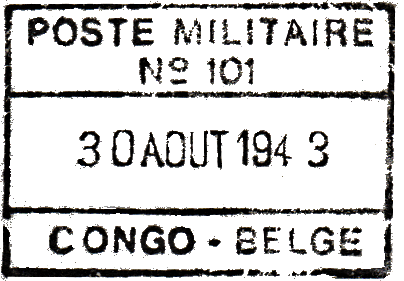 POSTE MILITAIRE
Nº 101
30 AOUT 1943
CONGO - BELGE